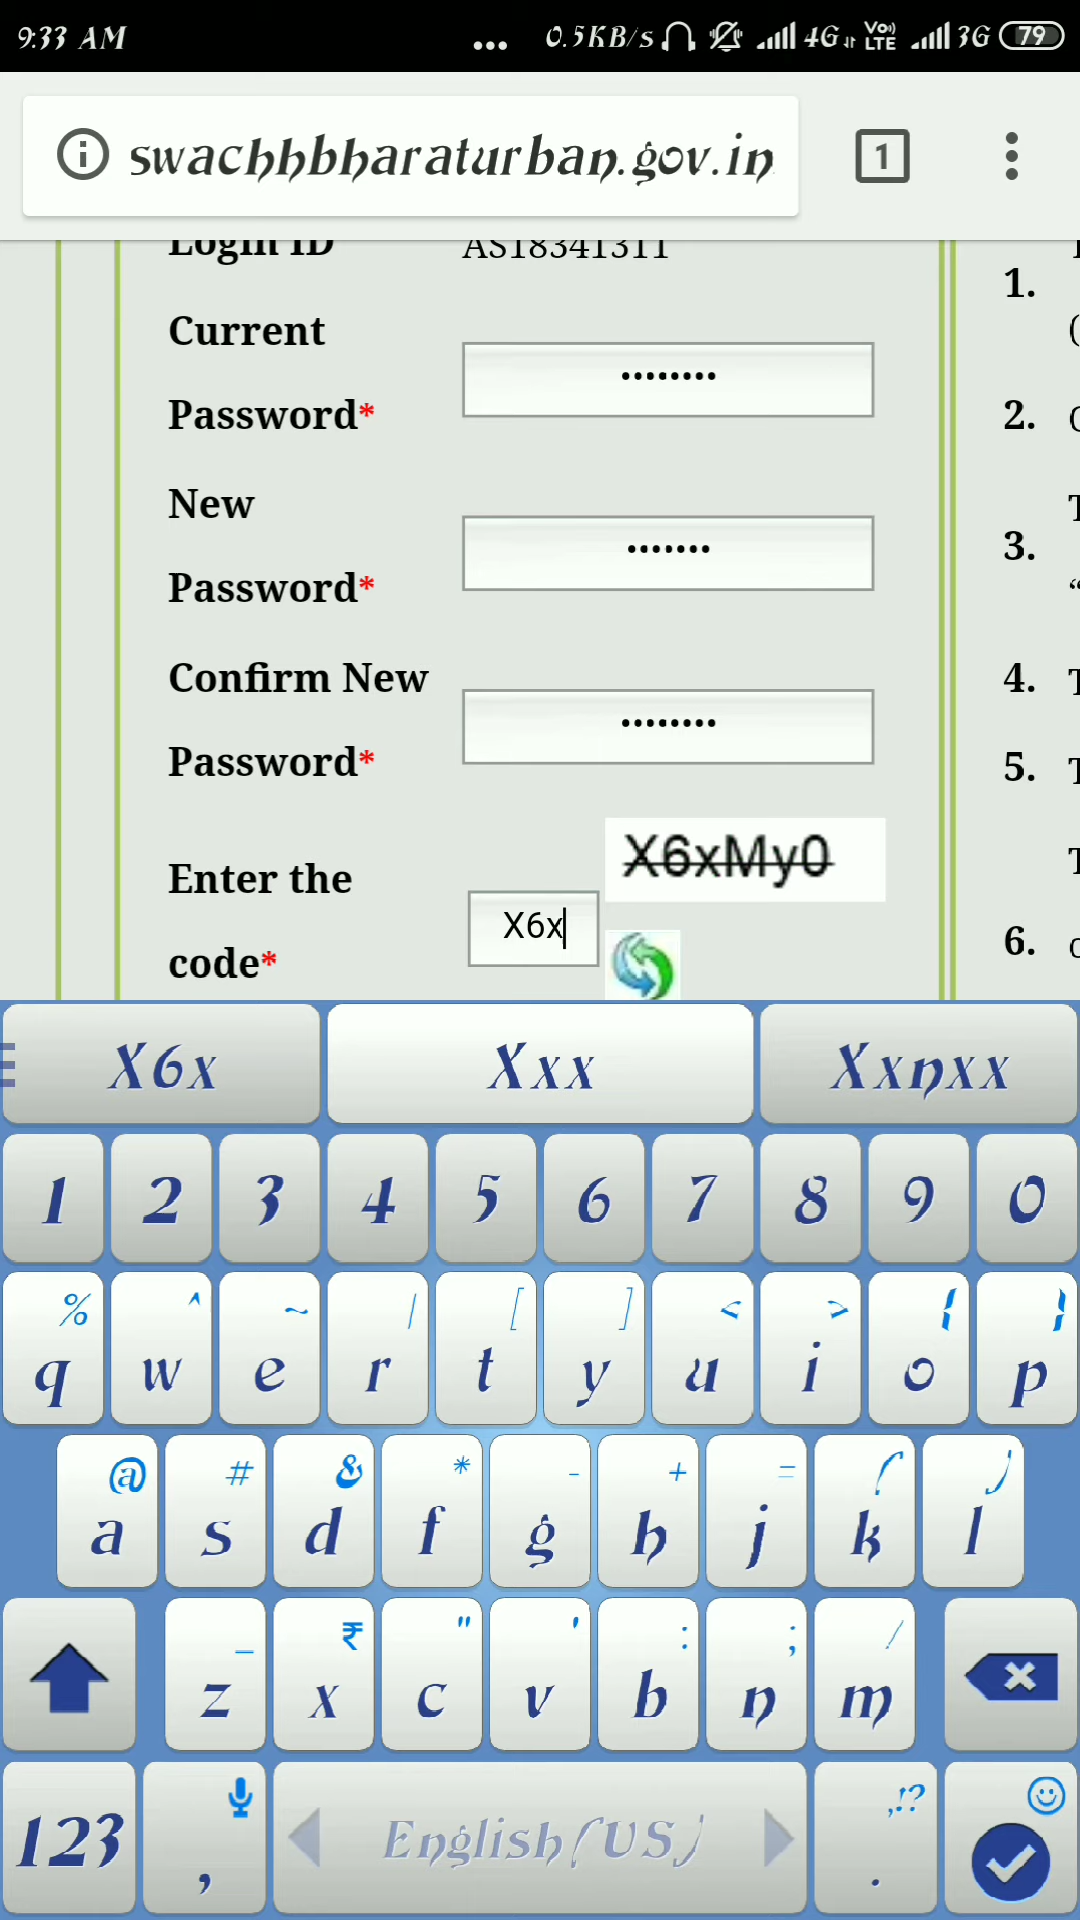 9:33 AM ... 0.5KB/s 4G VoLTE 3G 79
swachhbharaturban.gov.in 1
Login ID AS18341311
1.
Current
(
Password* ........
2.
New
3.
Password* .......
“
Confirm New
4.
Password* ........
5.
X6xMy0
Enter the
X6x
6.
code*
X6x Xxx Xxnxx
1 2 3 4 5 6 7 8 9 0
% ^ ~ | [ ] < > { }
q w e r t y u i o p
@ # & * - + = ( )
a s d f g h j k l
_ ₹ " ' : ; /
z x c v b n m
123 , English(US) ,!? .